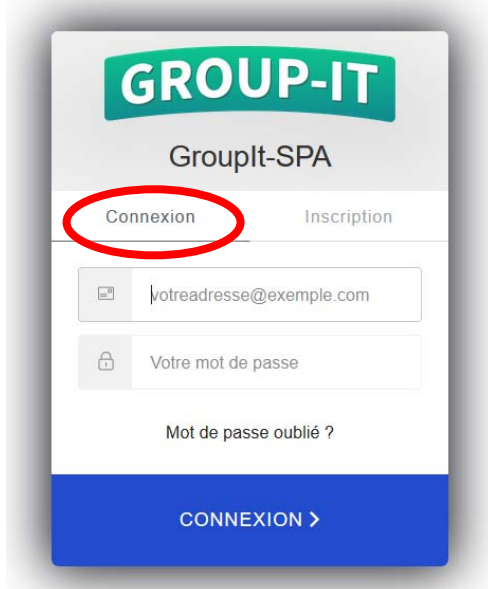 GROUP-IT
GroupIt-SPA
Connexion Inscription
votreadresse@exemple.com
Votre mot de passe
Mot de passe oublié ?
CONNEXION >